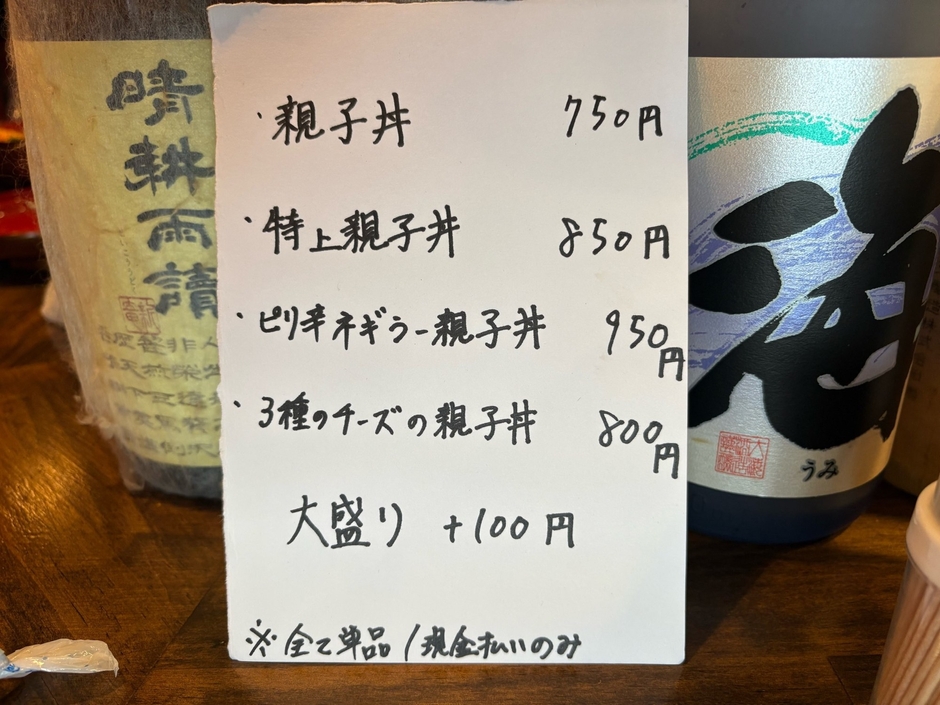 ・親子丼 750円
・特上親子丼 850円
・ピリ辛ネギラー親子丼 950円
・3種のチーズの親子丼 800円
大盛り +100円
※全て単品/現金払いのみ
晴耕雨讀
海
うみ